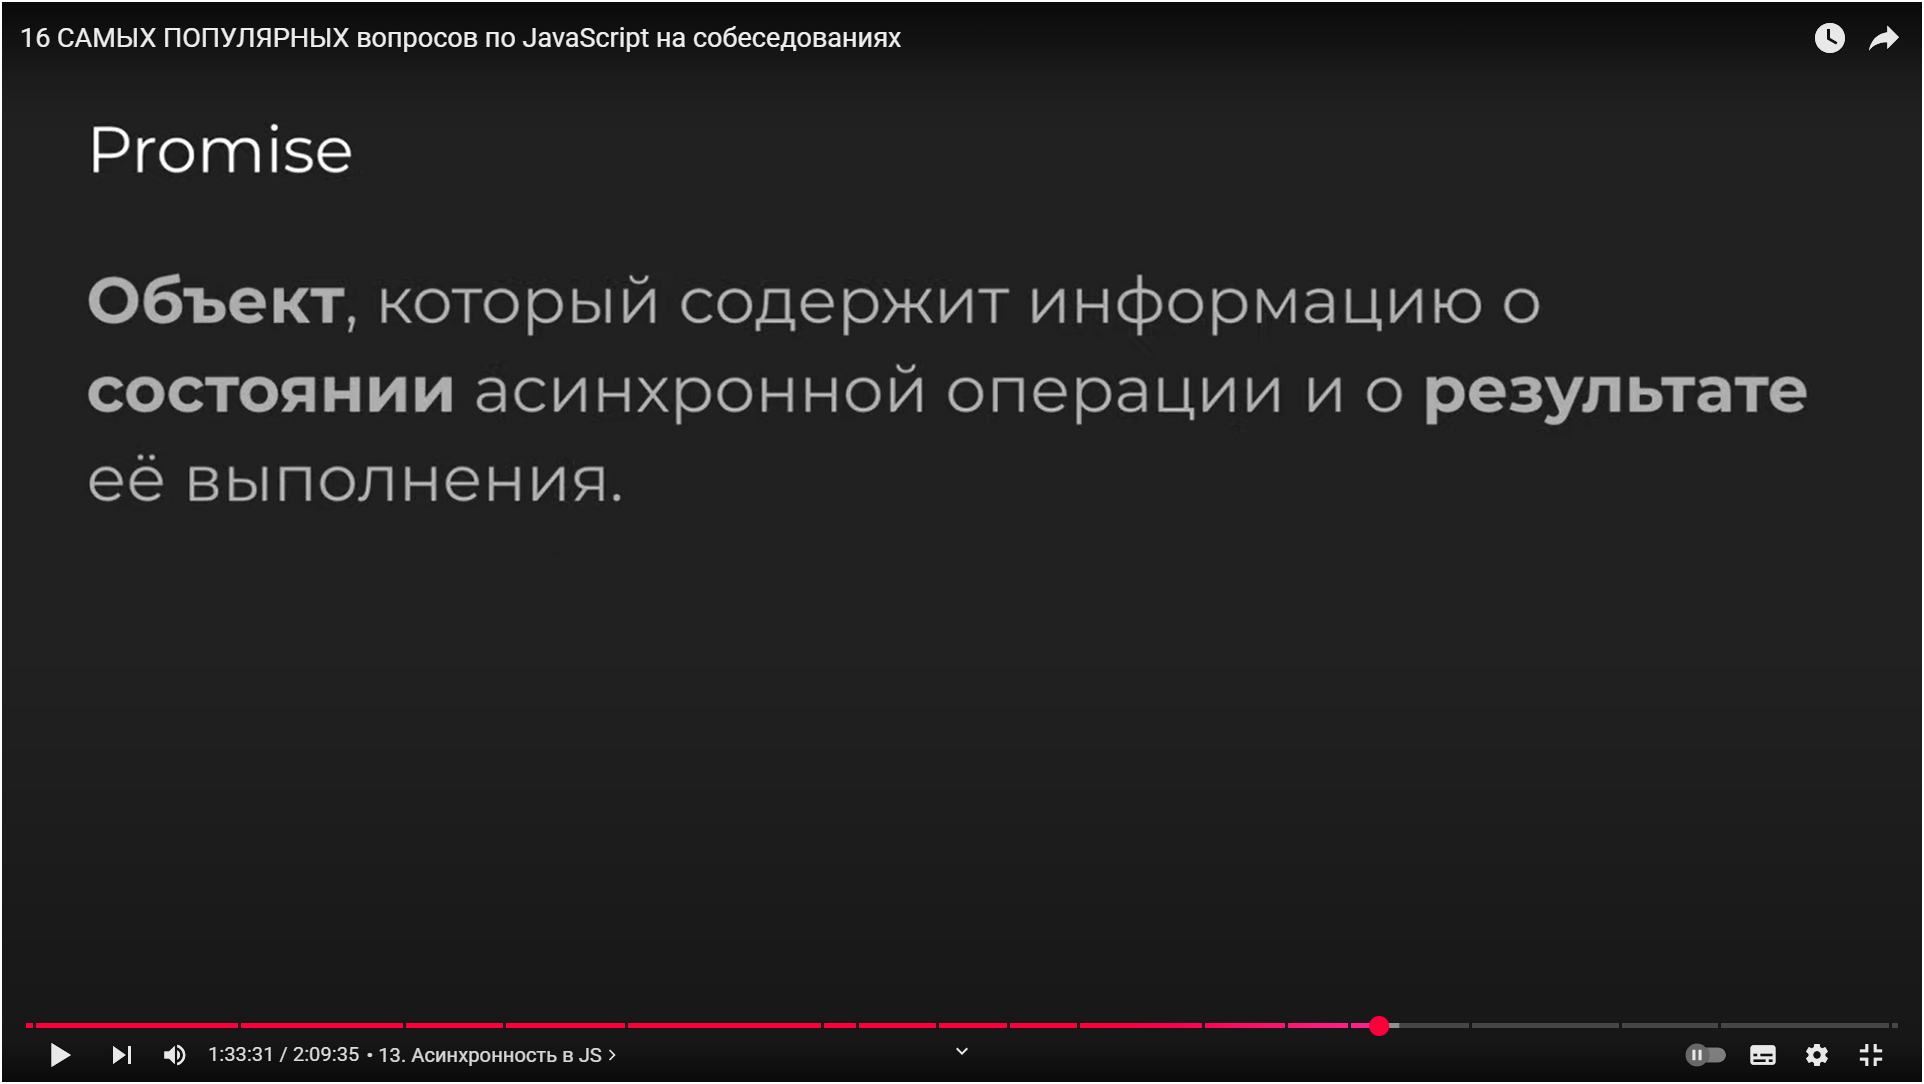 16 САМЫХ ПОПУЛЯРНЫХ вопросов по JavaScript на собеседованиях
Promise
Объект, который содержит информацию о
состоянии асинхронной операции и о результате
её выполнения.
1:33:31 / 2:09:35 • 13. Асинхронность в JS